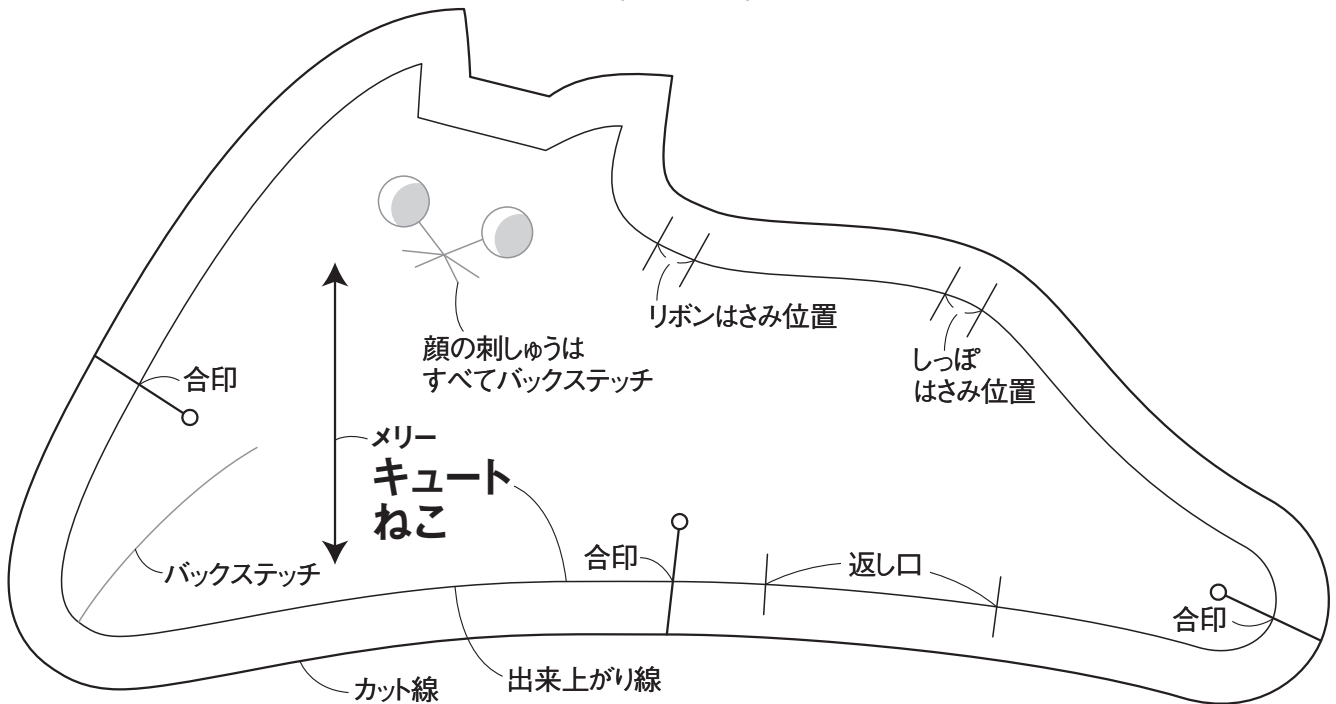 リボンはさみ位置
顔の刺しゅうは
すべてバックステッチ
しっぽ
はさみ位置
合印
メリー
キュート
ねこ
合印
返し口
バックステッチ
合印
カット線
出来上がり線